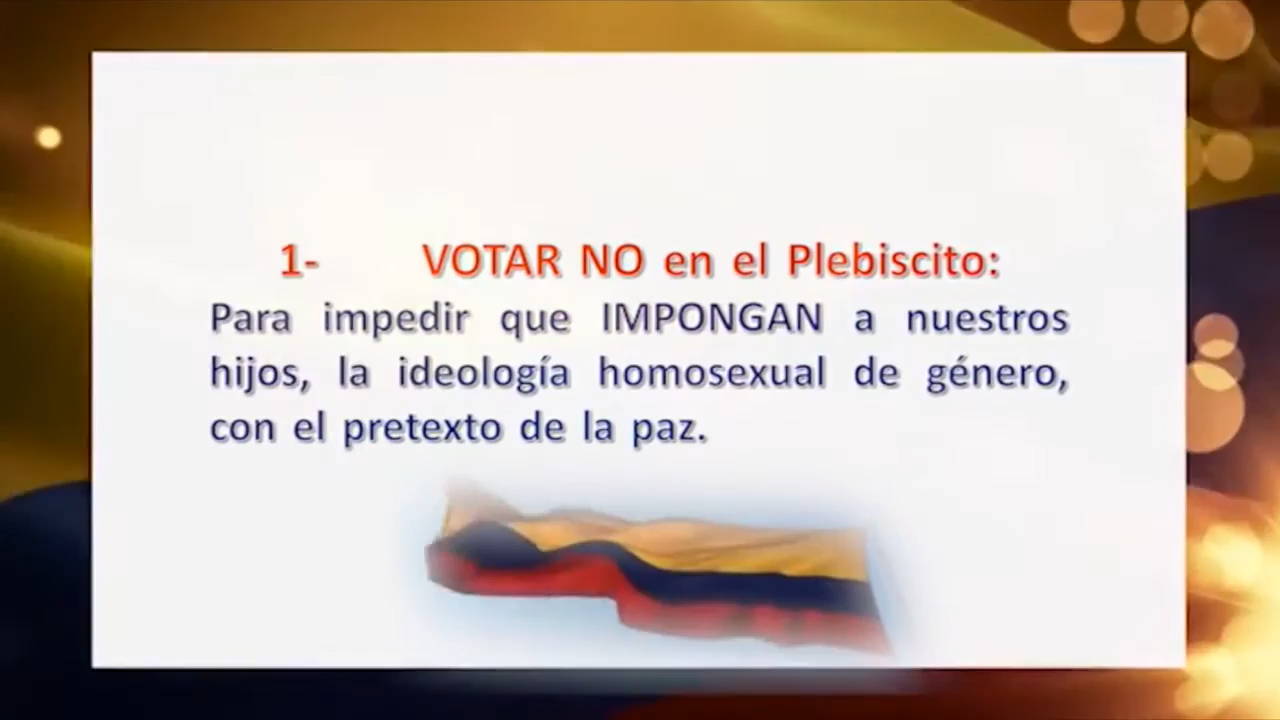 1- VOTAR NO en el Plebiscito:
Para impedir que IMPONGAN a nuestros
hijos, la ideología homosexual de género,
con el pretexto de la paz.